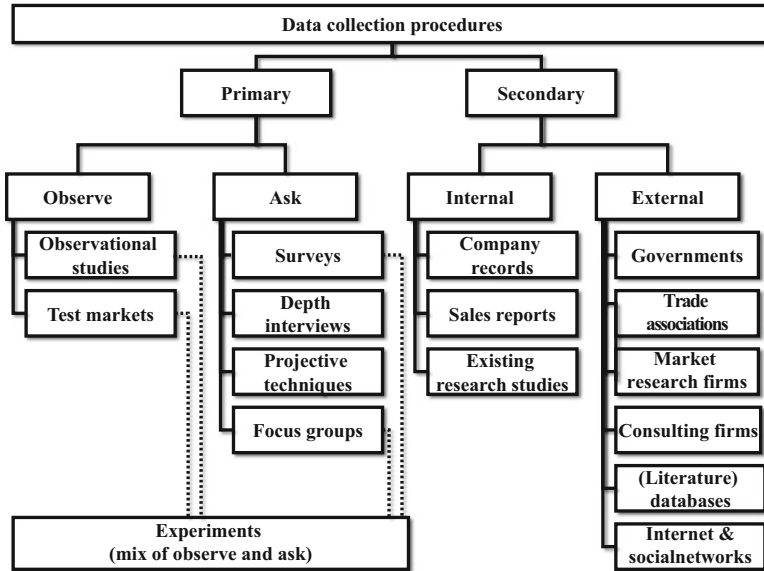 Data collection procedures
Primary
Secondary
Observe
Ask
Internal
External
Observational
studies
Test markets
Surveys
Depth
interviews
Projective
techniques
Focus groups
Company
records
Sales reports
Existing
research studies
Governments
Trade
associations
Market
research firms
Consulting firms
(Literature)
databases
Internet &
socialnetworks
Experiments
(mix of observe and ask)